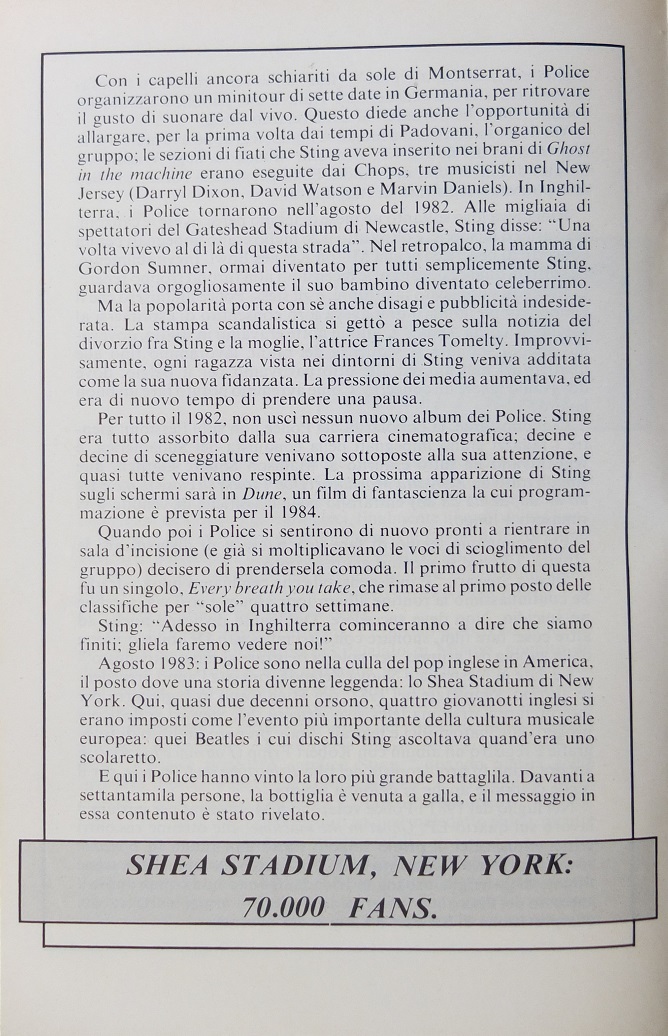 Con i capelli ancora schiariti da sole di Montserrat, i Police
organizzarono un minitour di sette date in Germania, per ritrovare
il gusto di suonare dal vivo. Questo diede anche l'opportunità di
allargare, per la prima volta dai tempi di Padovani, l'organico del
gruppo; le sezioni di fiati che Sting aveva inserito nei brani di Ghost
in the machine erano eseguite dai Chops, tre musicisti nel New
Jersey (Darryl Dixon, David Watson e Marvin Daniels). In Inghil-
terra, i Police tornarono nell'agosto del 1982. Alle migliaia di
spettatori del Gateshead Stadium di Newcastle, Sting disse: “Una
volta vivevo al di là di questa strada”. Nel retropalco, la mamma di
Gordon Sumner, ormai diventato per tutti semplicemente Sting,
guardava orgogliosamente il suo bambino diventato celeberrimo.
Ma la popolarità porta con sè anche disagi e pubblicità indeside-
rata. La stampa scandalistica si gettò a pesce sulla notizia del
divorzio fra Sting e la moglie, l'attrice Frances Tomelty. Improvvi-
samente, ogni ragazza vista nei dintorni di Sting veniva additata
come la sua nuova fidanzata. La pressione dei media aumentava, ed
era di nuovo tempo di prendere una pausa.
Per tutto il 1982, non uscì nessun nuovo album dei Police. Sting
era tutto assorbito dalla sua carriera cinematografica; decine e
decine di sceneggiature venivano sottoposte alla sua attenzione, e
quasi tutte venivano respinte. La prossima apparizione di Sting
sugli schermi sarà in Dune, un film di fantascienza la cui program-
mazione è prevista per il 1984.
Quando poi i Police si sentirono di nuovo pronti a rientrare in
sala d'incisione (e già si moltiplicavano le voci di scioglimento del
gruppo) decisero di prendersela comoda. Il primo frutto di questa
fu un singolo, Every breath you take, che rimase al primo posto delle
classifiche per “sole” quattro settimane.
Sting: “Adesso in Inghilterra cominceranno a dire che siamo
finiti; gliela faremo vedere noi!”
Agosto 1983: i Police sono nella culla del pop inglese in America,
il posto dove una storia divenne leggenda: lo Shea Stadium di New
York. Qui, quasi due decenni orsono, quattro giovanotti inglesi si
erano imposti come l'evento più importante della cultura musicale
europea: quei Beatles i cui dischi Sting ascoltava quand'era uno
scolaretto.
E qui i Police hanno vinto la loro più grande battaglila. Davanti a
settantamila persone, la bottiglia è venuta a galla, e il messaggio in
essa contenuto è stato rivelato.
SHEA STADIUM, NEW YORK:
70.000 FANS.